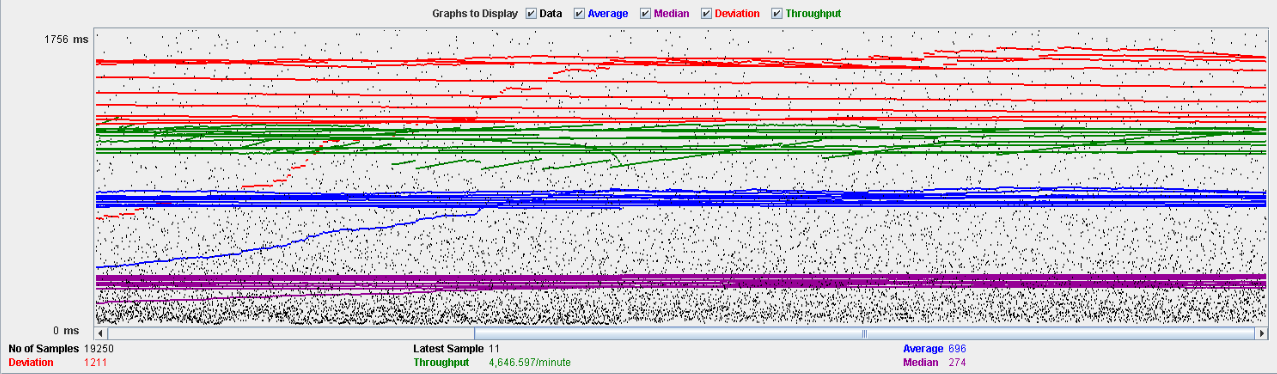 Graphs to Display Data Average Median Deviation Throughput
1756 ms
0 ms
No of Samples 19250 Latest Sample 11 Average 696
Deviation 1211 Throughput 4,646.597/minute Median 274